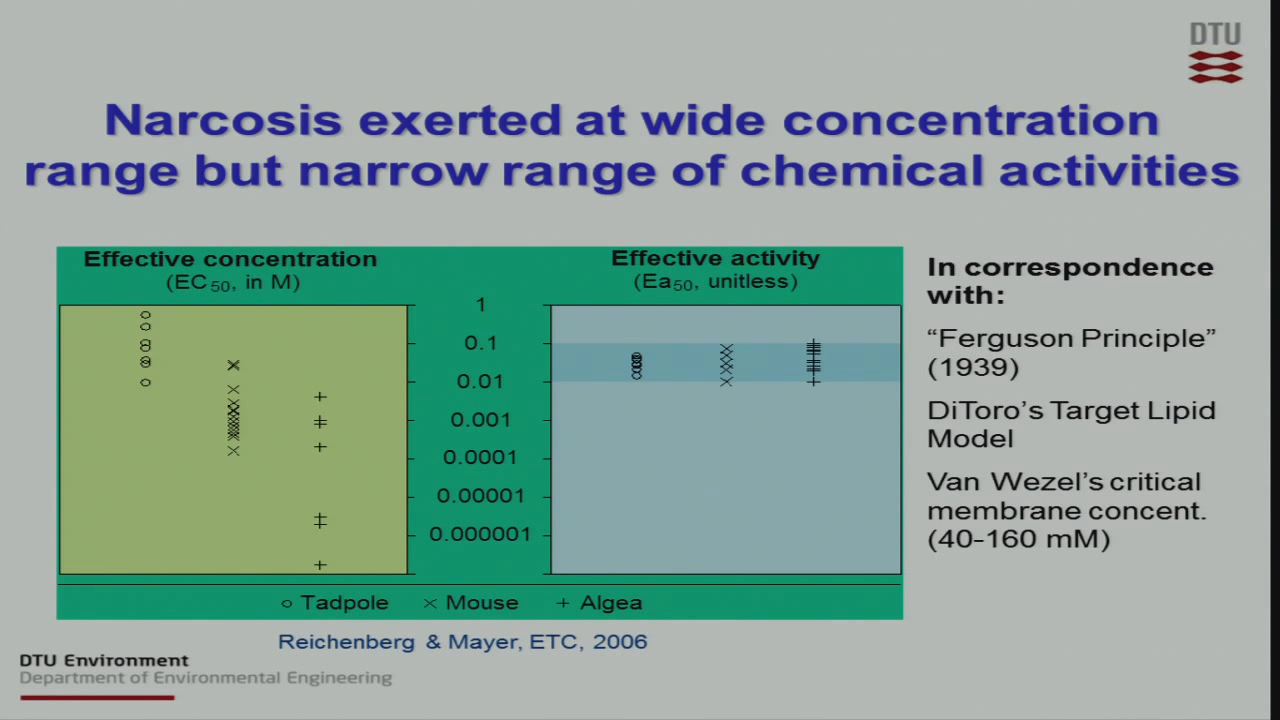 DTU
Narcosis exerted at wide concentration
range but narrow range of chemical activities
Effective concentration
(EC50, in M)
Effective activity
(Ea50, unitless)
1
0.1
0.01
0.001
0.0001
0.00001
0.000001
○ Tadpole × Mouse + Algea
Reichenberg & Mayer, ETC, 2006
In correspondence
with:
“Ferguson Principle”
(1939)
DiToro’s Target Lipid
Model
Van Wezel’s critical
membrane concent.
(40-160 mM)
DTU Environment
Department of Environmental Engineering